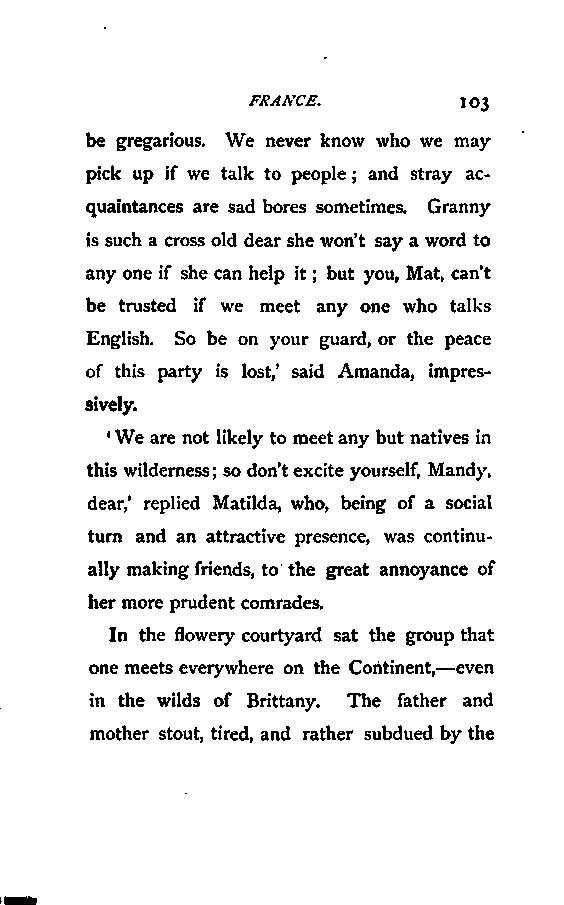 FRANCE. 103
be gregarious. We never know who we may
pick up if we talk to people; and stray ac-
quaintances are sad bores sometimes. Granny
is such a cross old dear she won't say a word to
any one if she can help it; but you, Mat, can't
be trusted if we meet any one who talks
English. So be on your guard, or the peace
of this party is lost,' said Amanda, impres-
sively.
'We are not likely to meet any but natives in
this wilderness; so don't excite yourself, Mandy,
dear,' replied Matilda, who, being of a social
turn and an attractive presence, was continu-
ally making friends, to the great annoyance of
her more prudent comrades.
In the flowery courtyard sat the group that
one meets everywhere on the Continent,—even
in the wilds of Brittany. The father and
mother stout, tired, and rather subdued by the